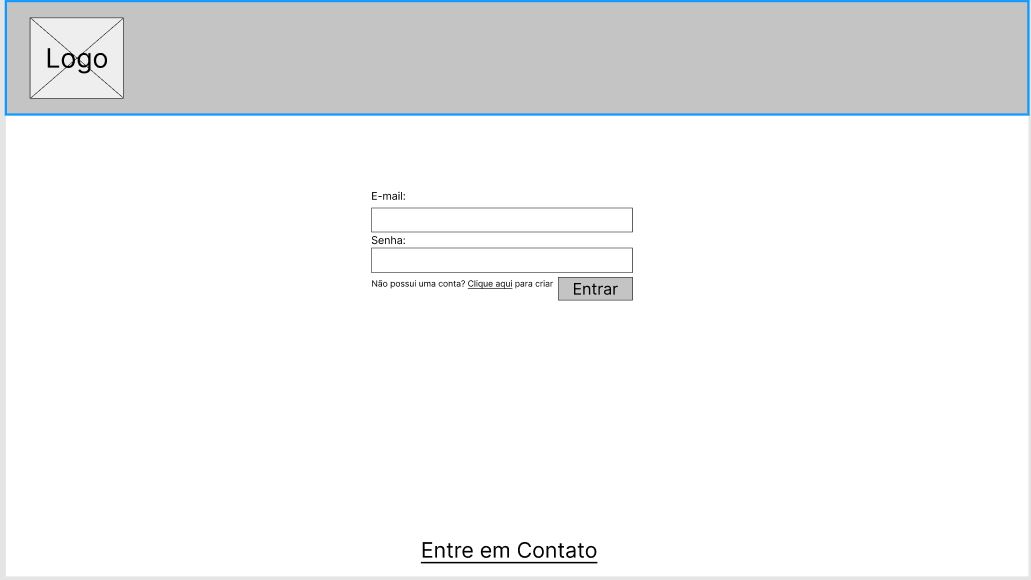 Logo
E-mail:
Senha:
Não possui uma conta? Clique aqui para criar
Entrar
Entre em Contato